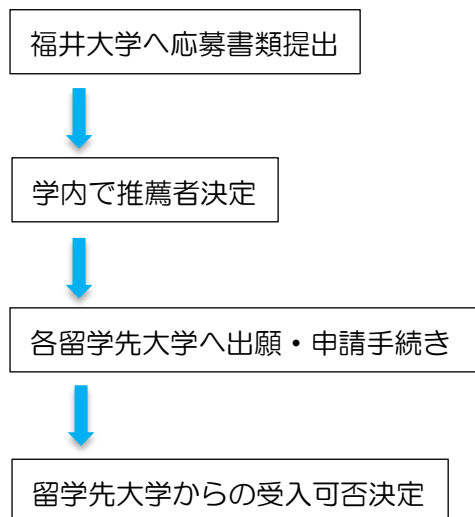 福井大学へ応募書類提出
学内で推薦者決定
各留学先大学へ出願・申請手続き
留学先大学からの受入可否決定